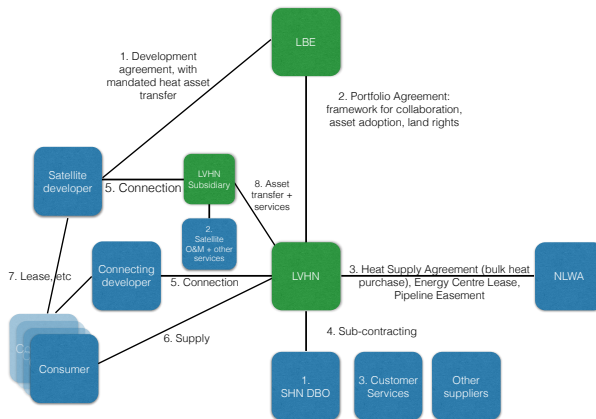 LBE
1. Development
agreement, with
mandated heat asset
transfer
2. Portfolio Agreement:
framework for collaboration,
asset adoption, land rights
Satellite
developer
5. Connection
LVHN
Subsidiary
8. Asset
transfer +
services
2.
Satellite
O&M + other
services
7. Lease, etc
Connecting
developer
5. Connection
LVHN
3. Heat Supply Agreement (bulk heat
purchase), Energy Centre Lease,
Pipeline Easement
NLWA
6. Supply
4. Sub-contracting
Consumer
1.
SHN DBO
3. Customer
Services
Other
suppliers